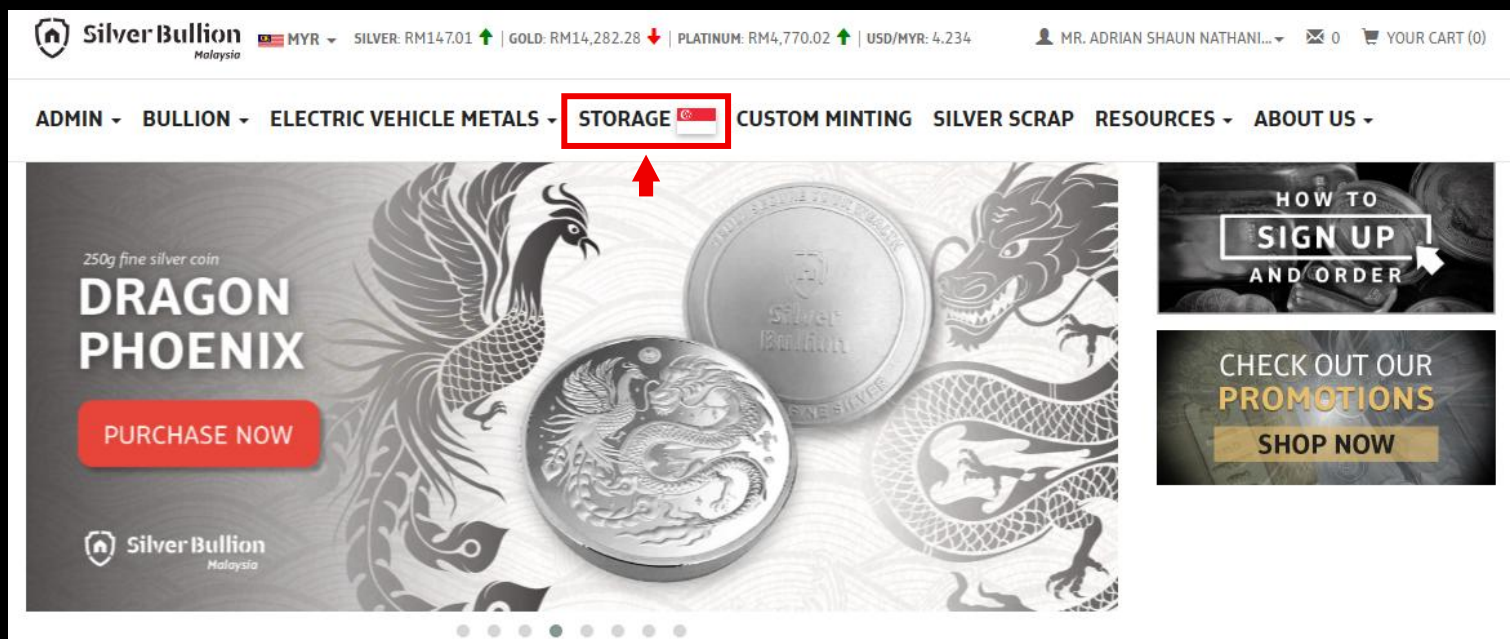 Silver Bullion
Malaysia
MYR
SILVER: RM147.01 | GOLD: RM14,282.28 | PLATINUM: RM4,770.02 | USD/MYR: 4.234
MR. ADRIAN SHAUN NATHANI...
0
YOUR CART (0)
ADMIN
BULLION
ELECTRIC VEHICLE METALS
STORAGE
CUSTOM MINTING
SILVER SCRAP
RESOURCES
ABOUT US
250g fine silver coin
DRAGON
PHOENIX
PURCHASE NOW
Silver Bullion
Malaysia
Silver
Bullion
HOW TO
SIGN UP
AND ORDER
CHECK OUT OUR
PROMOTIONS
SHOP NOW